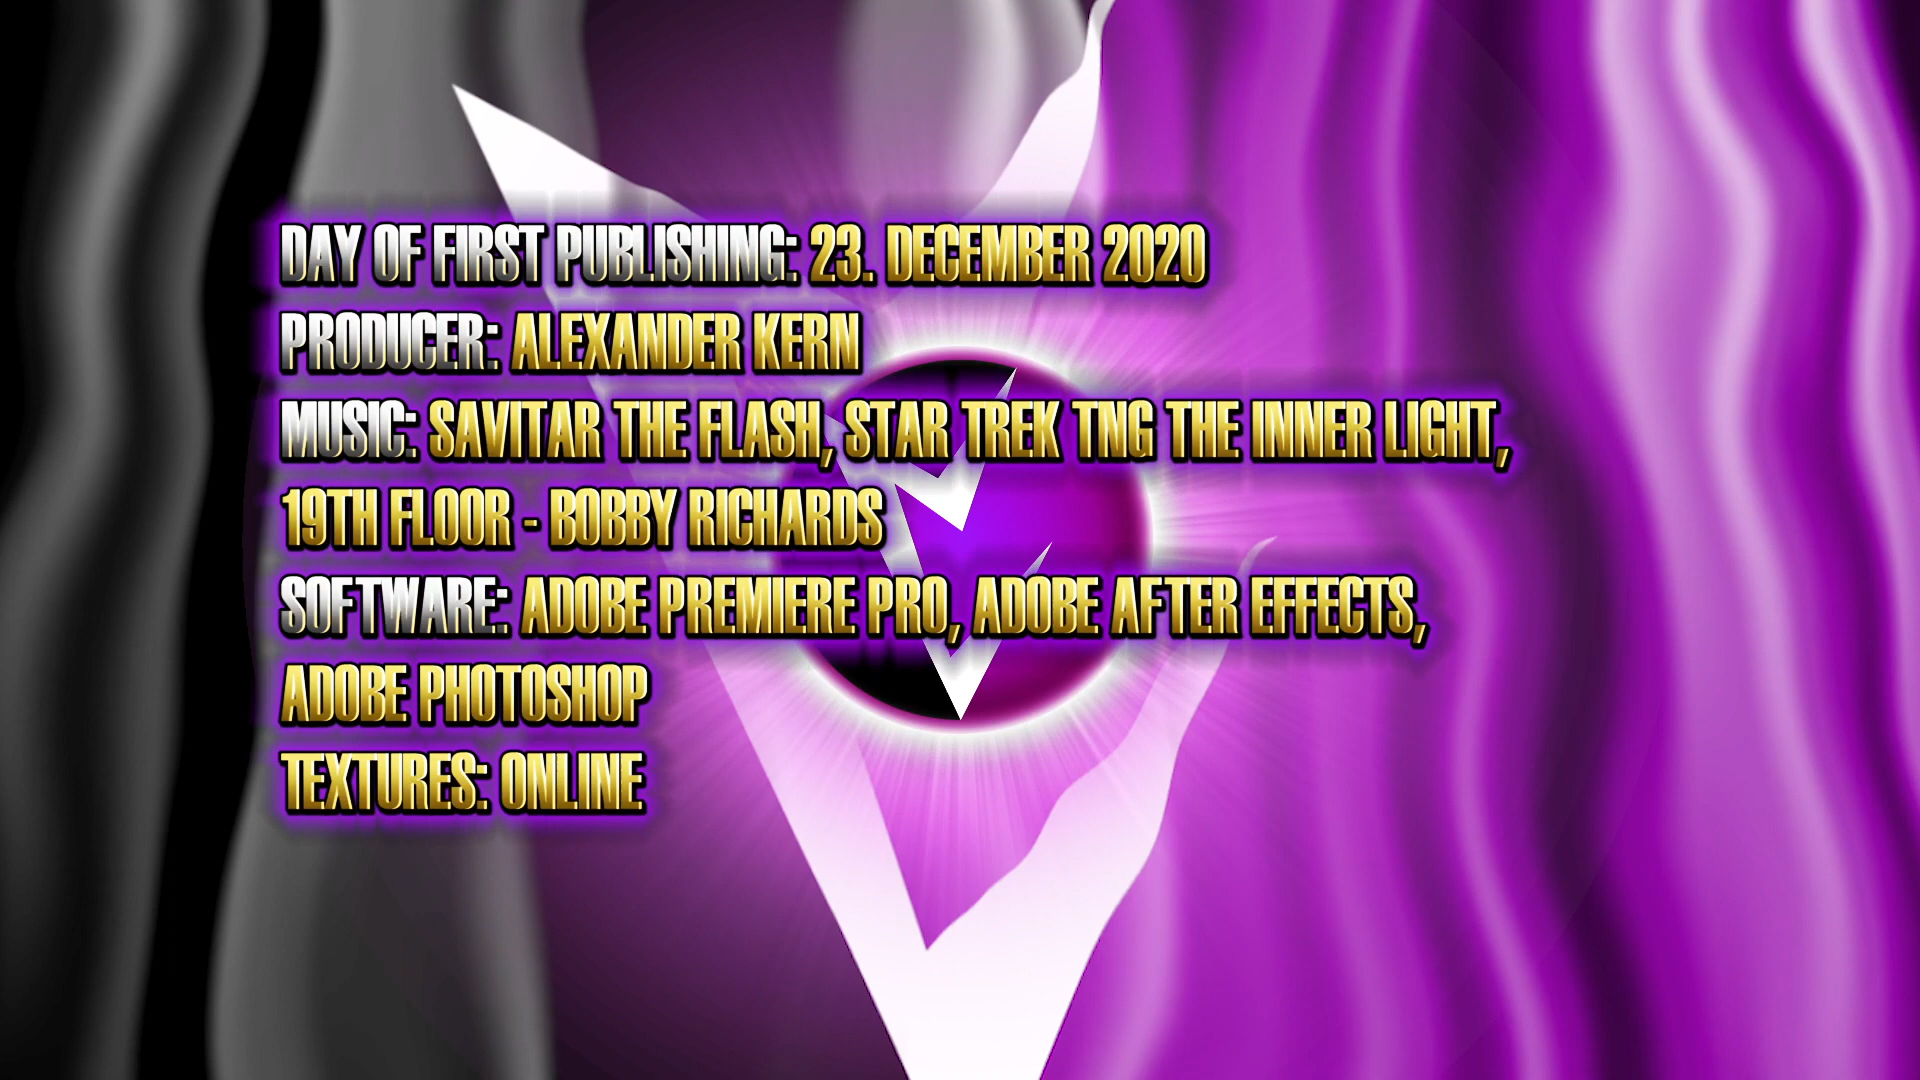 DAY OF FIRST PUBLISHING: 23. DECEMBER 2020
PRODUCER: ALEXANDER KERN
MUSIC: SAVITAR THE FLASH, STAR TREK TNG THE INNER LIGHT,
19TH FLOOR - BOBBY RICHARDS
SOFTWARE: ADOBE PREMIERE PRO, ADOBE AFTER EFFECTS,
ADOBE PHOTOSHOP
TEXTURES: ONLINE